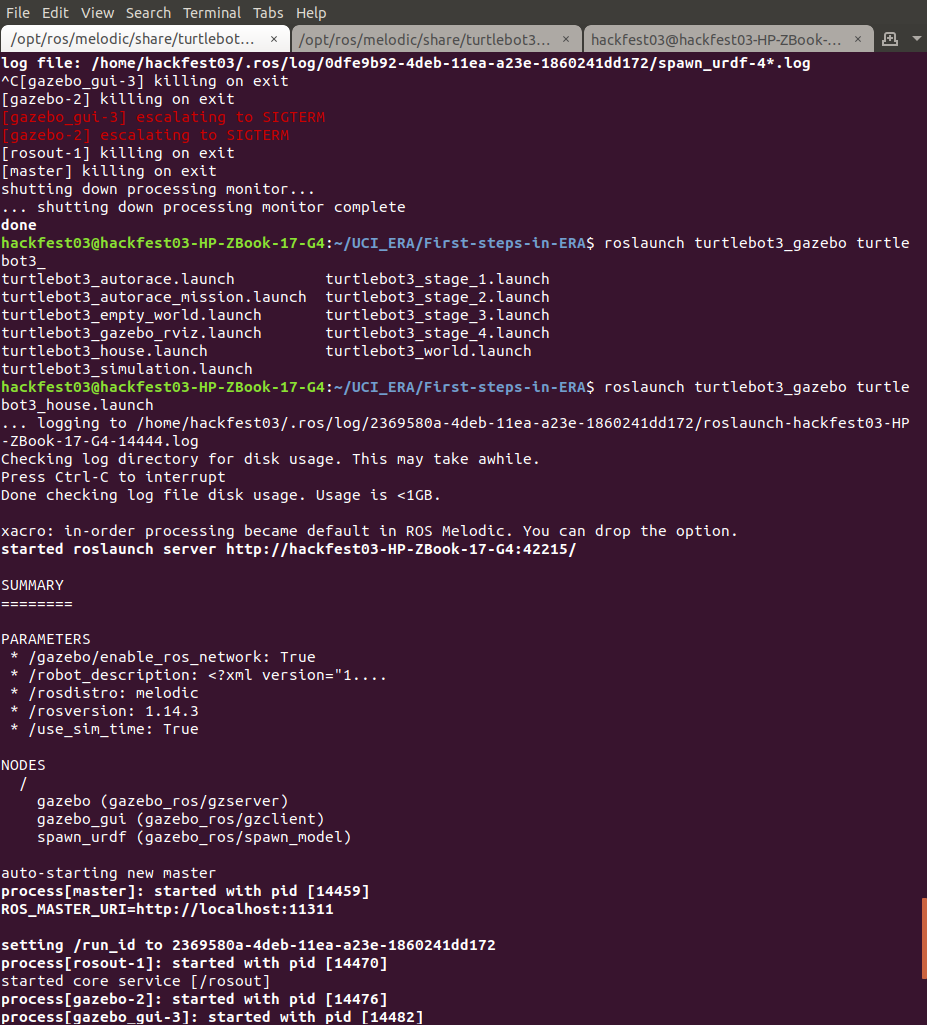 File Edit View Search Terminal Tabs Help
/opt/ros/melodic/share/turtlebot... × /opt/ros/melodic/share/turtlebot3... × hackfest03@hackfest03-HP-ZBook-... ×
log file: /home/hackfest03/.ros/log/0dfe9b92-4deb-11ea-a23e-1860241dd172/spawn_urdf-4*.log
^C[gazebo_gui-3] killing on exit
[gazebo-2] killing on exit
[gazebo_gui-3] escalating to SIGTERM
[gazebo-2] escalating to SIGTERM
[rosout-1] killing on exit
[master] killing on exit
shutting down processing monitor...
... shutting down processing monitor complete
done
hackfest03@hackfest03-HP-ZBook-17-G4:~/UCI_ERA/First-steps-in-ERA$ roslaunch turtlebot3_gazebo turtle
bot3_
turtlebot3_autorace.launch turtlebot3_stage_1.launch
turtlebot3_autorace_mission.launch turtlebot3_stage_2.launch
turtlebot3_empty_world.launch turtlebot3_stage_3.launch
turtlebot3_gazebo_rviz.launch turtlebot3_stage_4.launch
turtlebot3_house.launch turtlebot3_world.launch
turtlebot3_simulation.launch
hackfest03@hackfest03-HP-ZBook-17-G4:~/UCI_ERA/First-steps-in-ERA$ roslaunch turtlebot3_gazebo turtle
bot3_house.launch
... logging to /home/hackfest03/.ros/log/2369580a-4deb-11ea-a23e-1860241dd172/roslaunch-hackfest03-HP
-ZBook-17-G4-14444.log
Checking log directory for disk usage. This may take awhile.
Press Ctrl-C to interrupt
Done checking log file disk usage. Usage is <1GB.
xacro: in-order processing became default in ROS Melodic. You can drop the option.
started roslaunch server http://hackfest03-HP-ZBook-17-G4:42215/
SUMMARY
========
PARAMETERS
* /gazebo/enable_ros_network: True
* /robot_description: <?xml version="1....
* /rosdistro: melodic
* /rosversion: 1.14.3
* /use_sim_time: True
NODES
/
gazebo (gazebo_ros/gzserver)
gazebo_gui (gazebo_ros/gzclient)
spawn_urdf (gazebo_ros/spawn_model)
auto-starting new master
process[master]: started with pid [14459]
ROS_MASTER_URI=http://localhost:11311
setting /run_id to 2369580a-4deb-11ea-a23e-1860241dd172
process[rosout-1]: started with pid [14470]
started core service [/rosout]
process[gazebo-2]: started with pid [14476]
process[gazebo_gui-3]: started with pid [14482]